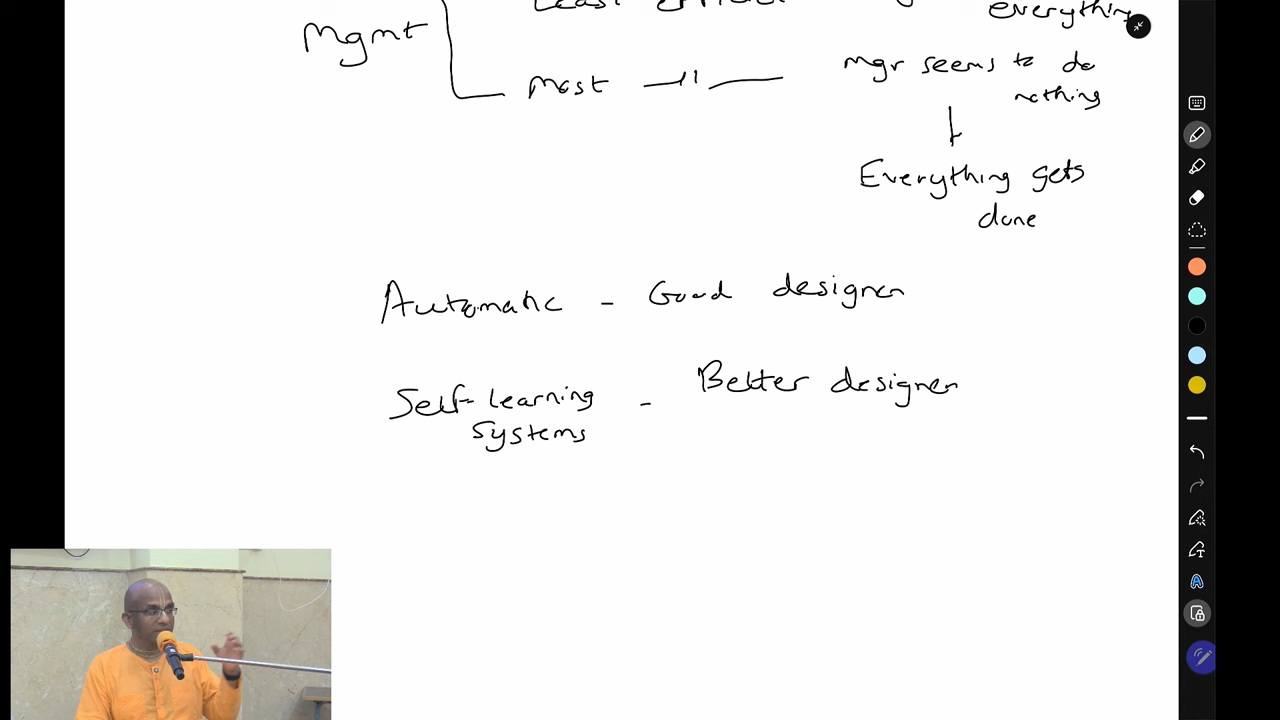 everything
Mgmt
Most —11—
mgr seems to do
nothing
Everything gets
done
Automatic - Good designer
Self-learning - Better designer
systems